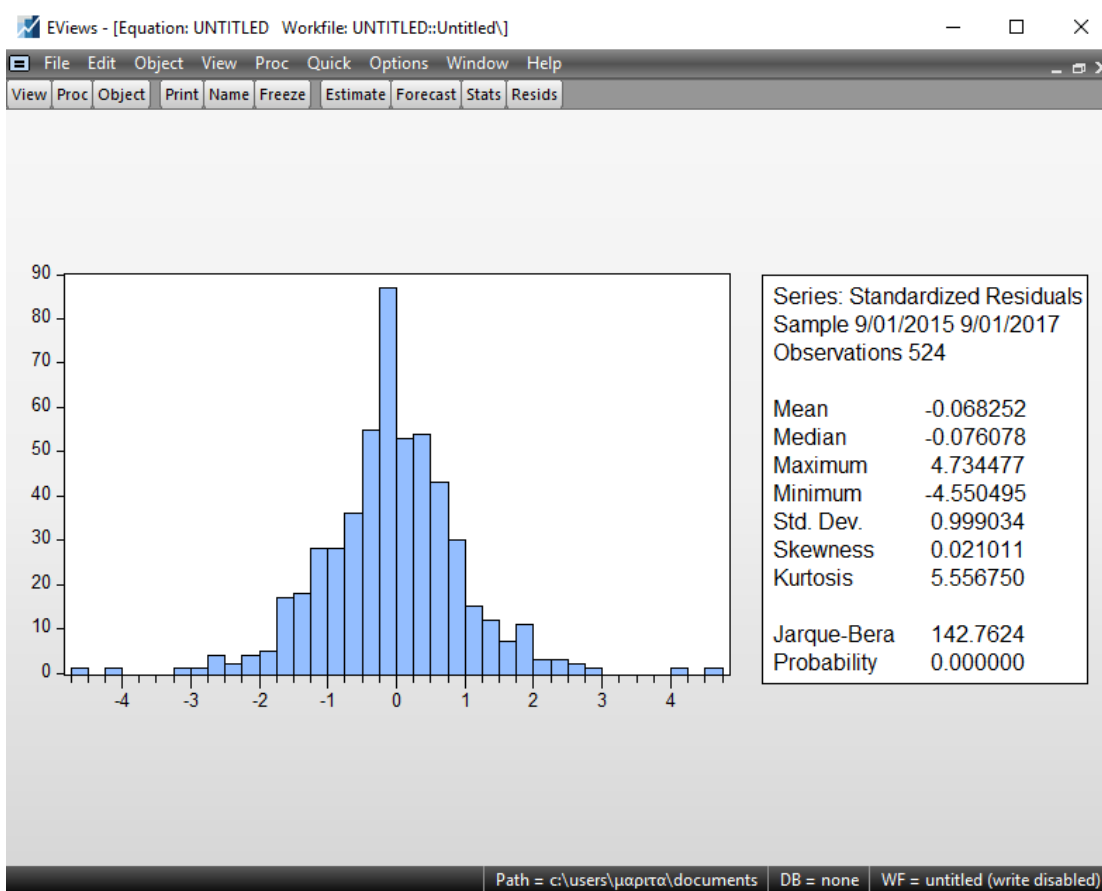 EViews - [Equation: UNTITLED Workfile: UNTITLED::Untitled\]
File Edit Object View Proc Quick Options Window Help
View Proc Object Print Name Freeze Estimate Forecast Stats Resids
90
80
70
60
50
40
30
20
10
0
-4 -3 -2 -1 0 1 2 3 4
Series: Standardized Residuals
Sample 9/01/2015 9/01/2017
Observations 524
Mean -0.068252
Median -0.076078
Maximum 4.734477
Minimum -4.550495
Std. Dev. 0.999034
Skewness 0.021011
Kurtosis 5.556750
Jarque-Bera 142.7624
Probability 0.000000
Path = c:\users\μαριτα\documents DB = none WF = untitled (write disabled)